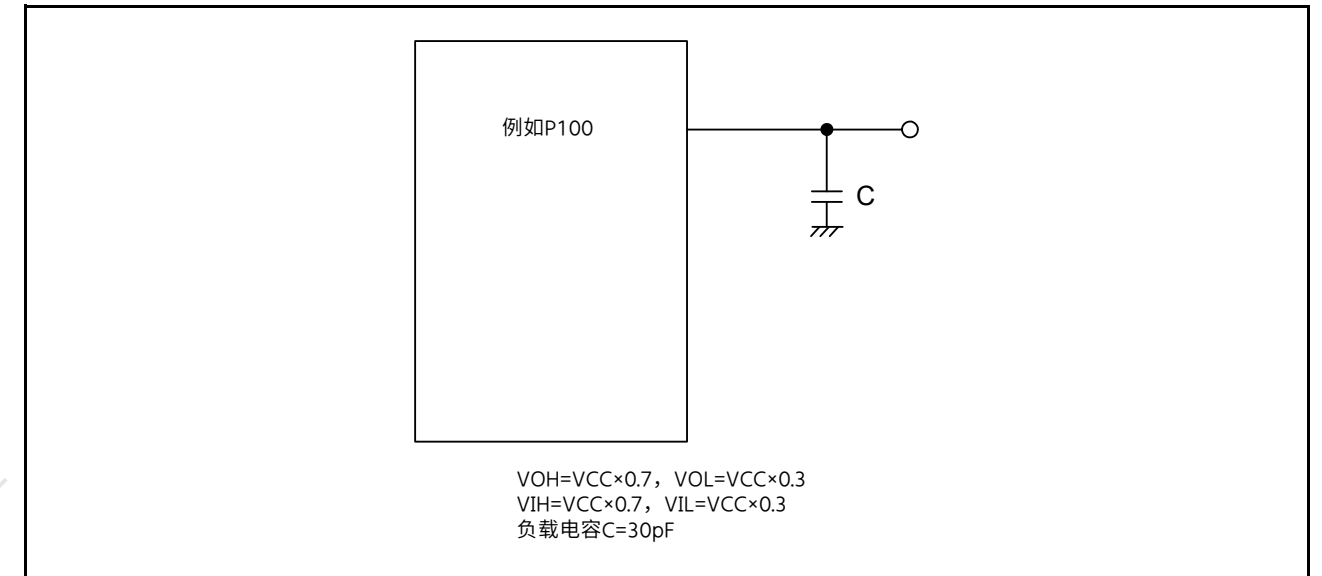 例如P100
C
VOH=VCC×0.7，VOL=VCC×0.3
VIH=VCC×0.7，VIL=VCC×0.3
负载电容C=30pF